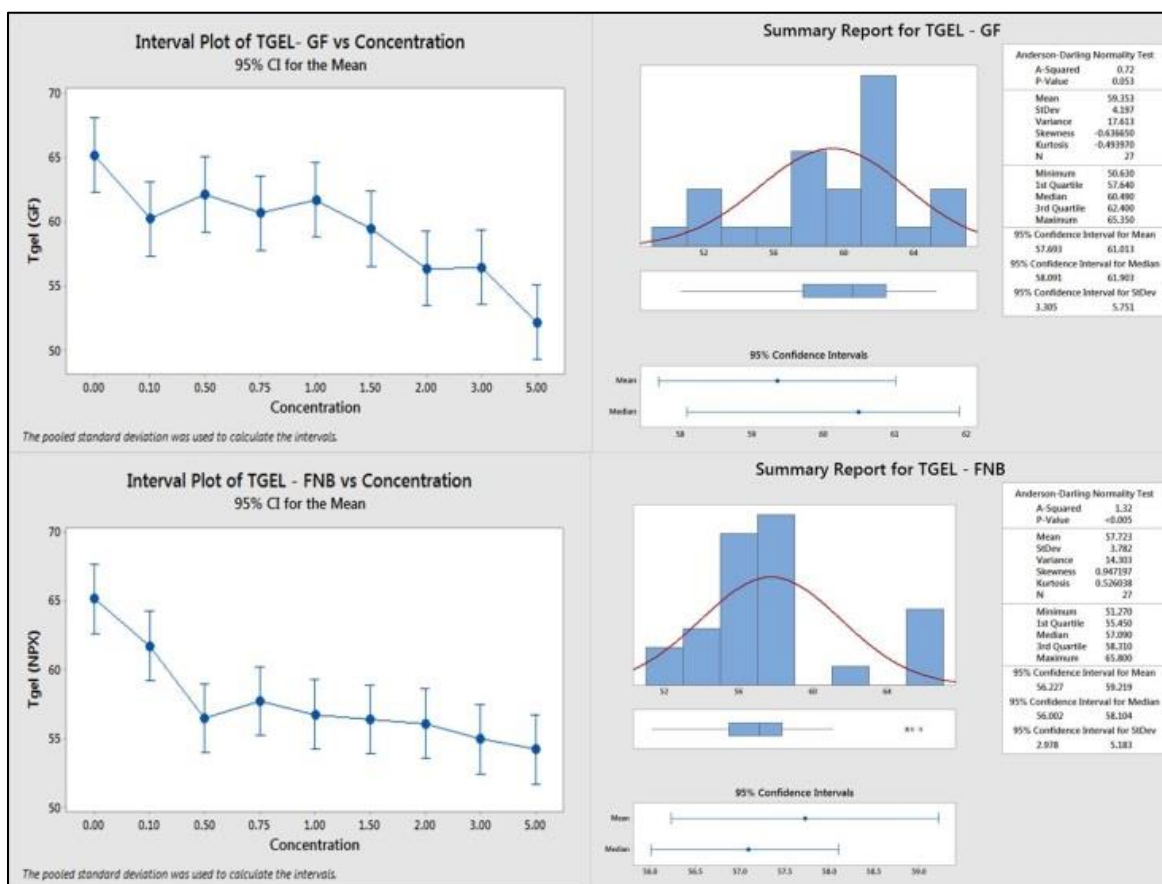 Interval Plot of TGEL- GF vs Concentration
95% CI for the Mean
70
65
60
55
50
Tgel (GF)
0.00 0.10 0.50 0.75 1.00 1.50 2.00 3.00 5.00
Concentration
The pooled standard deviation was used to calculate the intervals.
Summary Report for TGEL - GF
52 56 60 64
95% Confidence Intervals
Mean
Median
58 59 60 61 62
Anderson-Darling Normality Test
A-Squared 0.72
P-Value 0.053
Mean 59.353
StDev 4.197
Variance 17.613
Skewness -0.636650
Kurtosis -0.493970
N 27
Minimum 50.630
1st Quartile 57.640
Median 60.490
3rd Quartile 62.400
Maximum 65.350
95% Confidence Interval for Mean
57.693 61.013
95% Confidence Interval for Median
58.091 61.903
95% Confidence Interval for StDev
3.305 5.751
Interval Plot of TGEL - FNB vs Concentration
95% CI for the Mean
70
65
60
55
50
Tgel (NPX)
0.00 0.10 0.50 0.75 1.00 1.50 2.00 3.00 5.00
Concentration
The pooled standard deviation was used to calculate the intervals.
Summary Report for TGEL - FNB
52 56 60 64
95% Confidence Intervals
Mean
Median
56.0 56.5 57.0 57.5 58.0 58.5 59.0
Anderson-Darling Normality Test
A-Squared 1.32
P-Value <0.005
Mean 57.723
StDev 3.782
Variance 14.303
Skewness 0.947197
Kurtosis 0.526038
N 27
Minimum 51.270
1st Quartile 55.450
Median 57.090
3rd Quartile 58.310
Maximum 65.800
95% Confidence Interval for Mean
56.227 59.219
95% Confidence Interval for Median
56.002 58.104
95% Confidence Interval for StDev
2.978 5.183